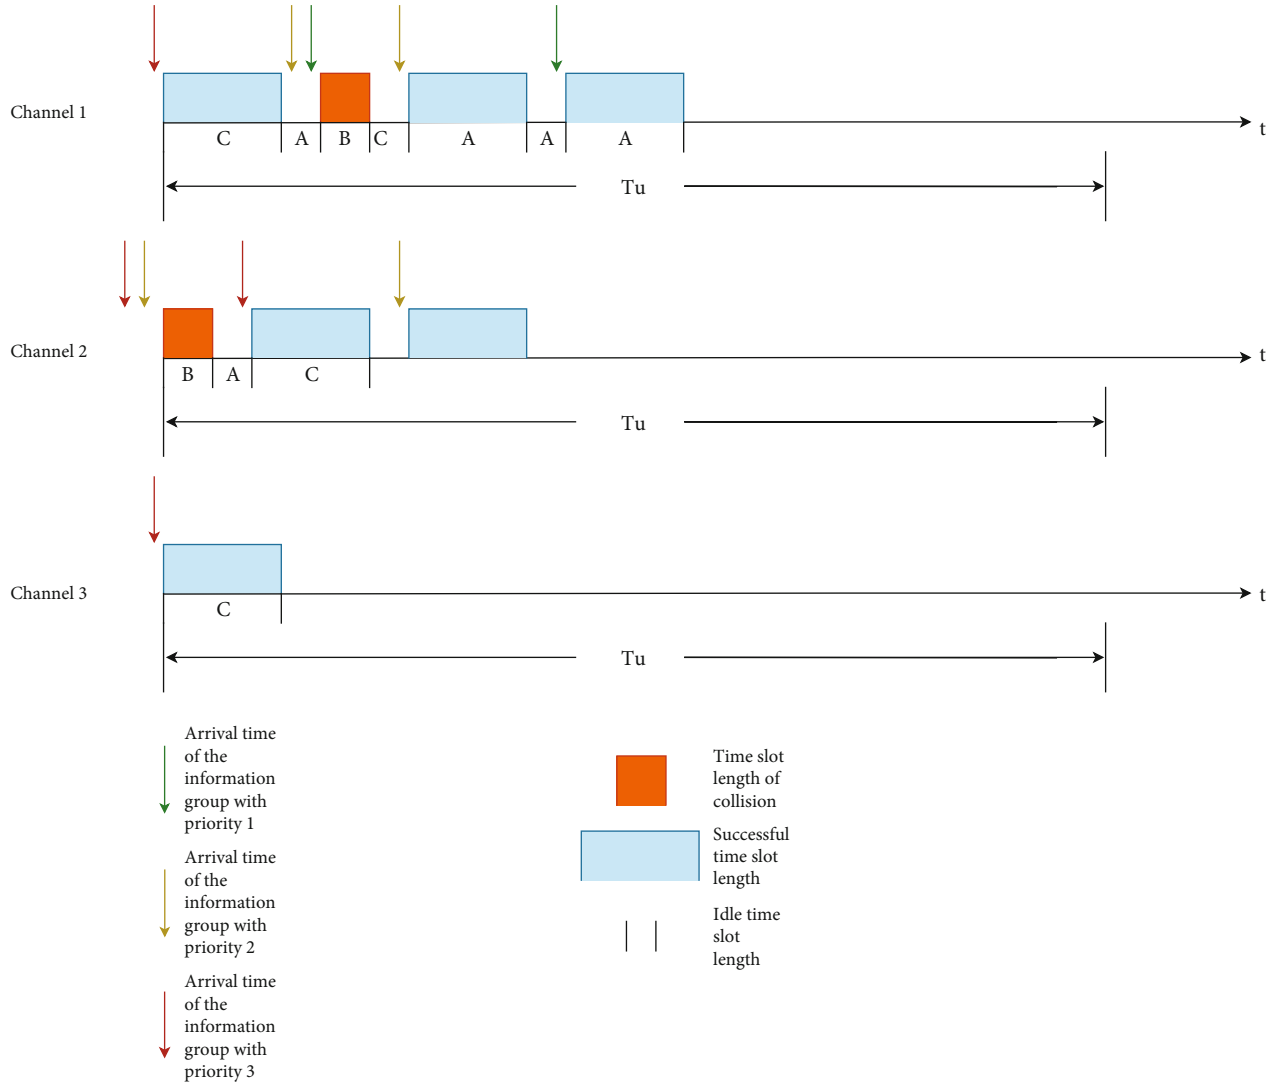 Channel 1
C
A
B
C
A
A
A
t
Tu
Channel 2
B
A
C
t
Tu
Channel 3
C
t
Tu
Arrival time
of the
information
group with
priority 1
Arrival time
of the
information
group with
priority 2
Arrival time
of the
information
group with
priority 3
Time slot
length of
collision
Successful
time slot
length
Idle time
slot
length